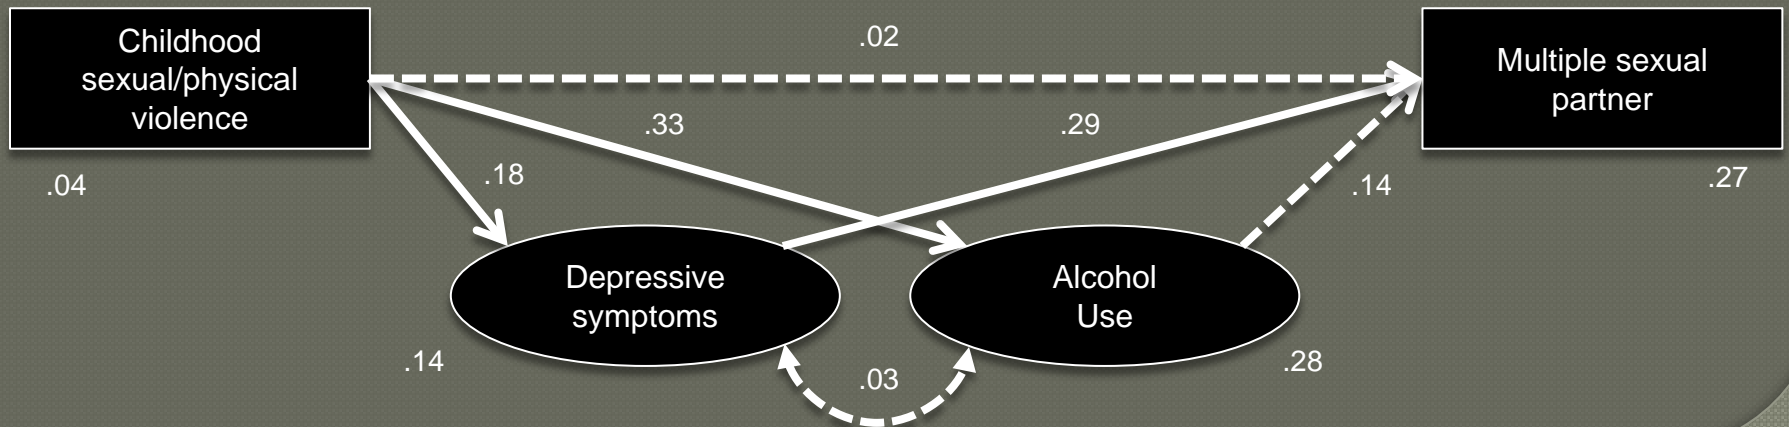 Childhood
sexual/physical
violence
.02
Multiple sexual
partner
.33
.29
.04
.18
.14
.27
Depressive
symptoms
Alcohol
Use
.14
.03
.28